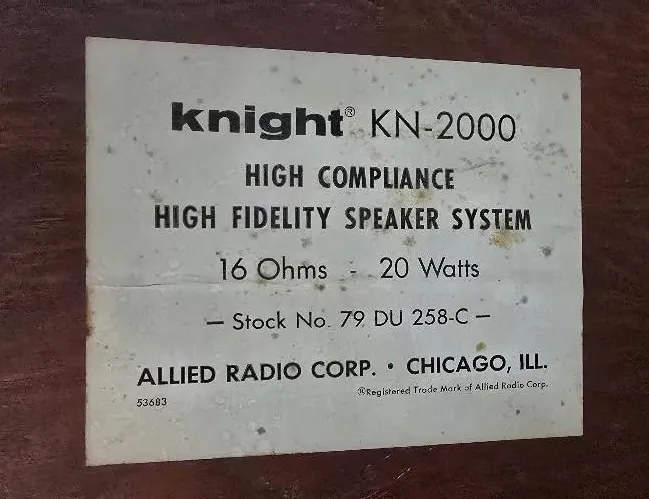 knight® KN-2000
HIGH COMPLIANCE
HIGH FIDELITY SPEAKER SYSTEM
16 Ohms - 20 Watts
— Stock No. 79 DU 258-C —
ALLIED RADIO CORP. • CHICAGO, ILL.
53683 ®Registered Trade Mark of Allied Radio Corp.